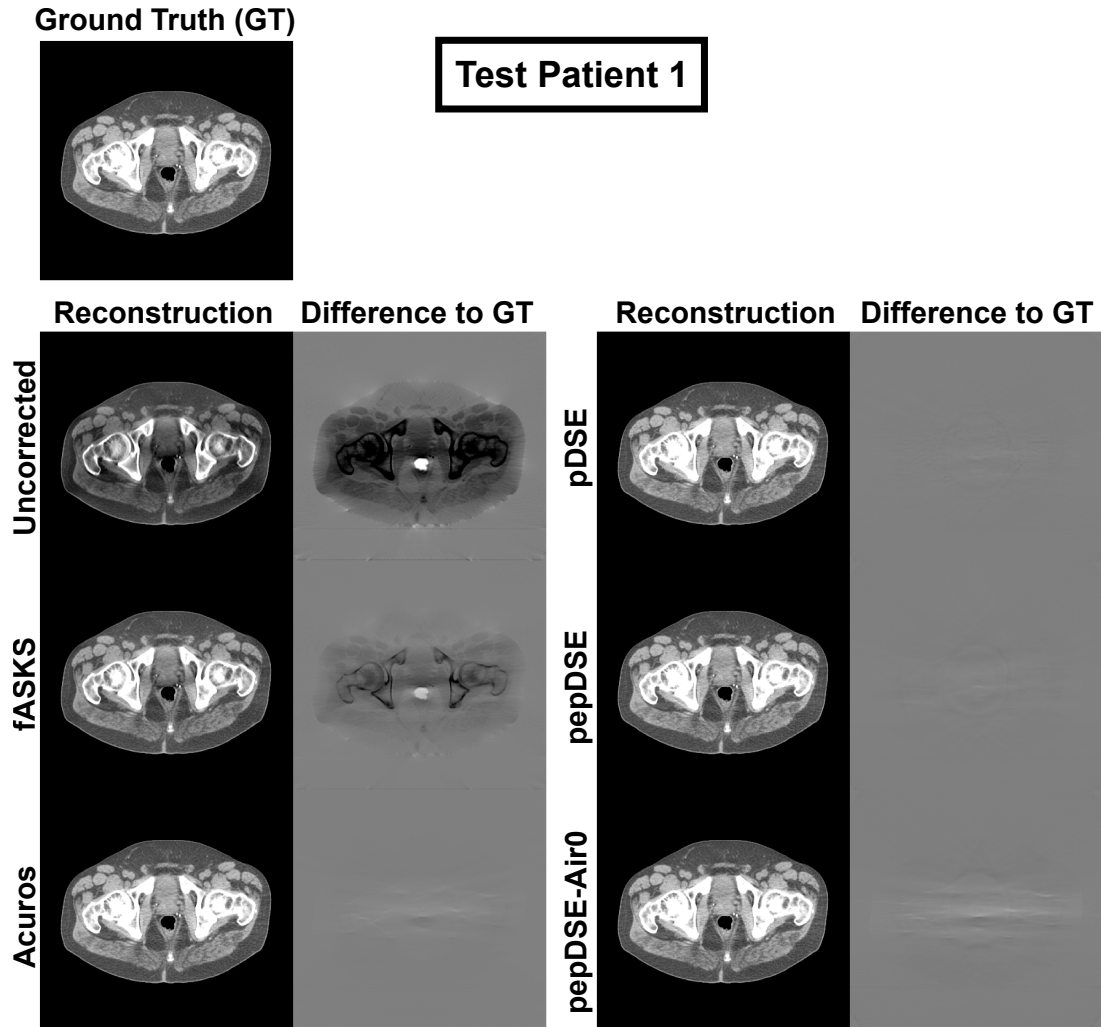 Ground Truth (GT)
Test Patient 1
Reconstruction Difference to GT
Reconstruction Difference to GT
Uncorrected
pDSE
fASKS
pepDSE
Acuros
pepDSE-Air0